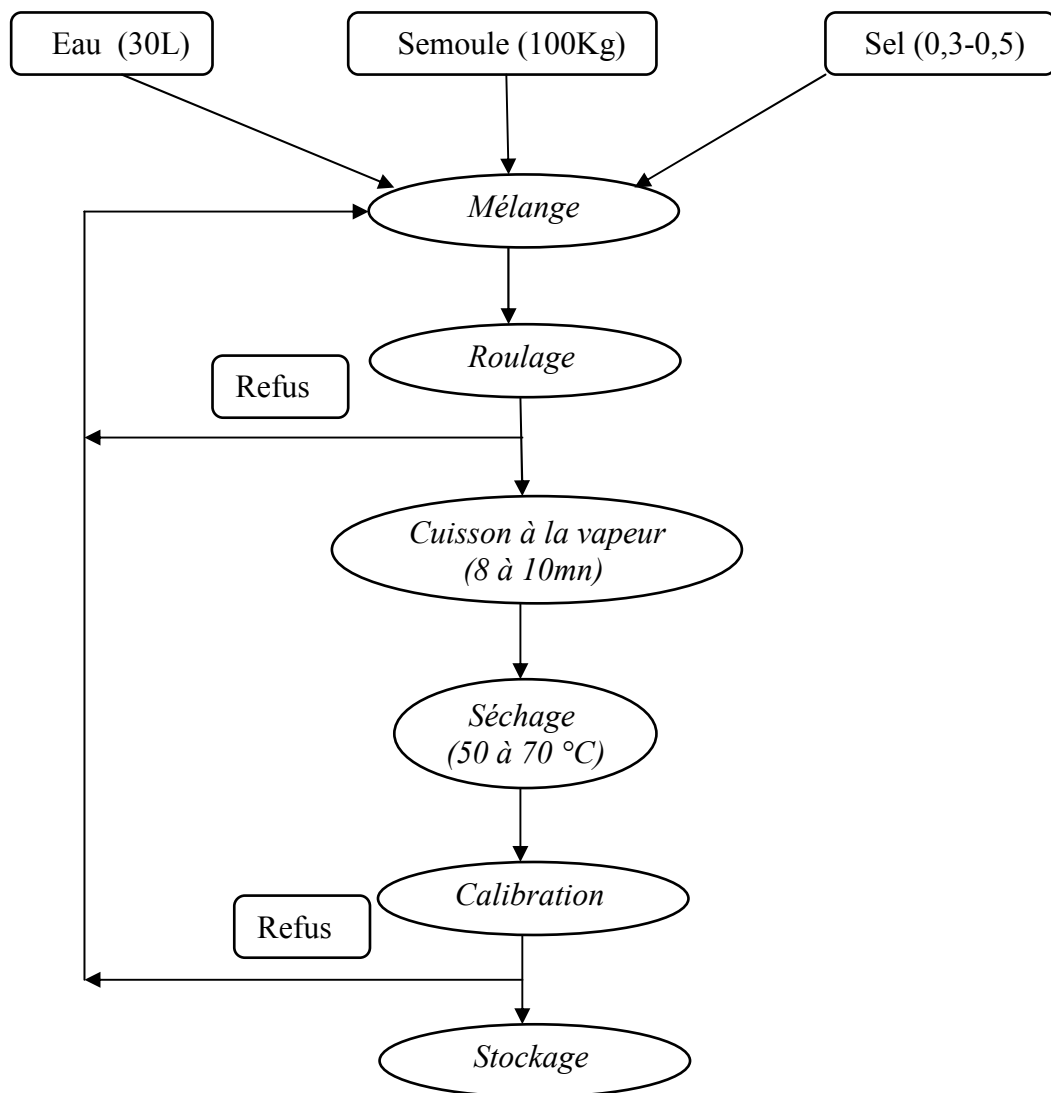 Eau (30L)
Semoule (100Kg)
Sel (0,3-0,5)
Mélange
Roulage
Refus
Cuisson à la vapeur
(8 à 10mn)
Séchage
(50 à 70 °C)
Calibration
Refus
Stockage